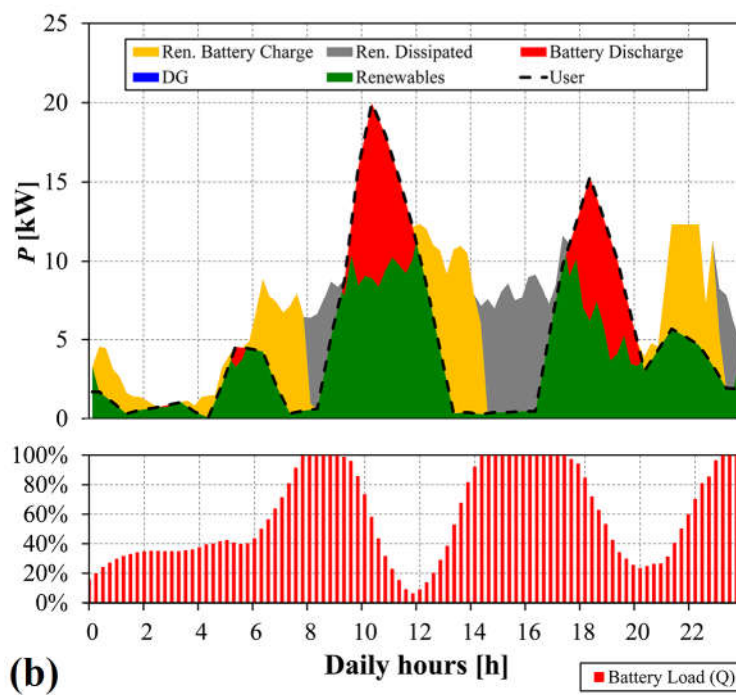 25
Ren. Battery Charge Ren. Dissipated Battery Discharge
DG Renewables User
20
15
10
5
0
P [kW]
100%
80%
60%
40%
20%
0%
0 2 4 6 8 10 12 14 16 18 20 22
Daily hours [h]
(b)
Battery Load (Q)